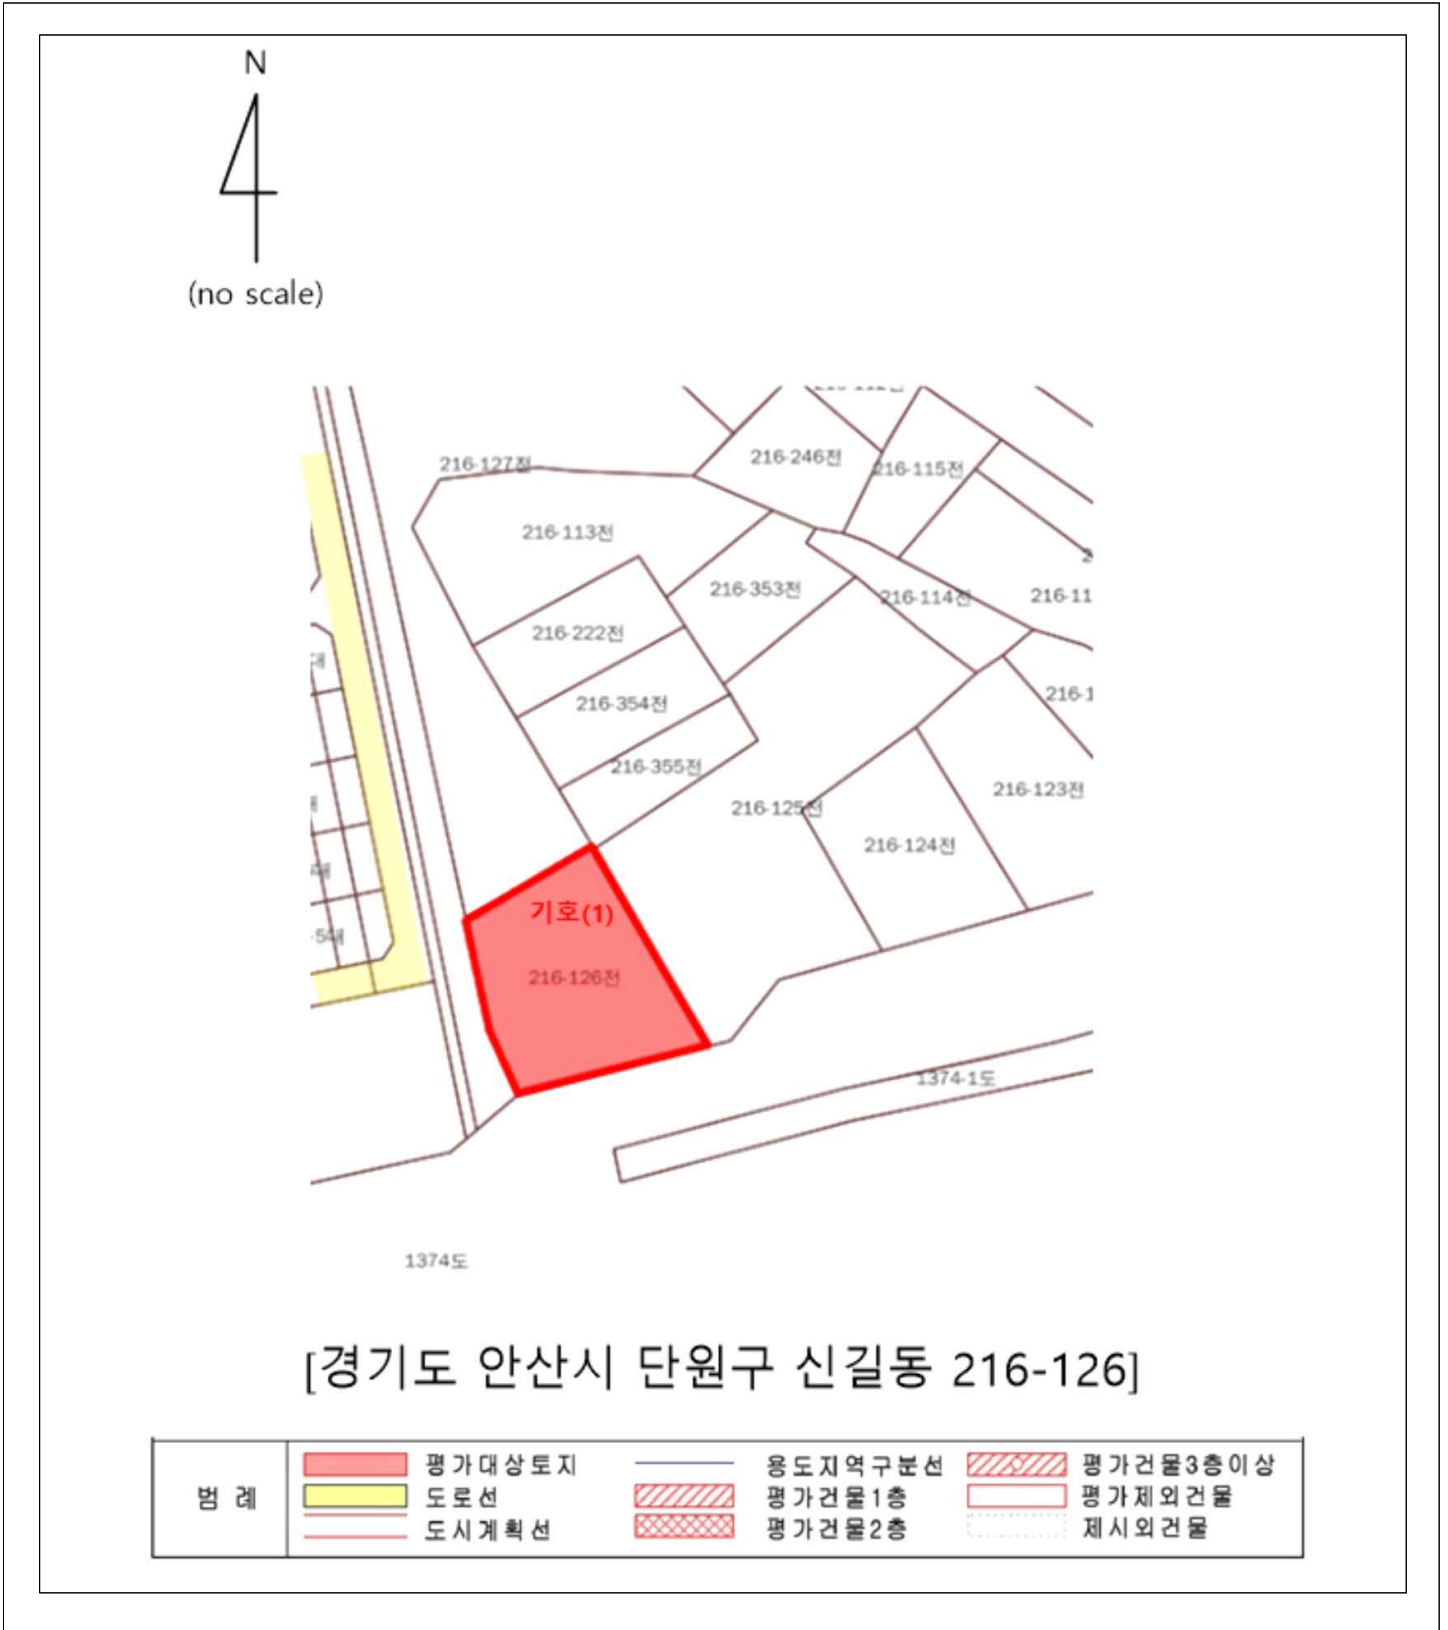 N
(no scale)
216-246전
216-115전
216-127전
216-113전
216-353전
216-114전
216-11
216-222전
216-354전
216-1
216-355전
216-123전
216-125전
216-124전
기호(1)
-5대
216-126전
1374-1도
1374도
[경기도 안산시 단원구 신길동 216-126]
범 례
평가대상토지
용도지역구분선
평가건물3층이상
도로선
평가건물1층
평가제외건물
도시계획선
평가건물2층
제시외건물